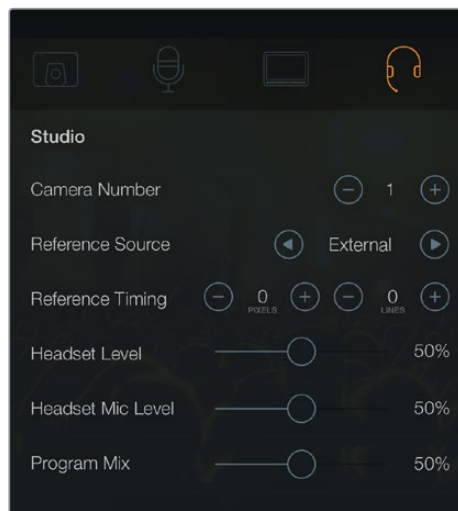 Studio
Camera Number − 1 +
Reference Source External
Reference Timing − 0 PIXELS + − 0 LINES +
Headset Level 50%
Headset Mic Level 50%
Program Mix 50%